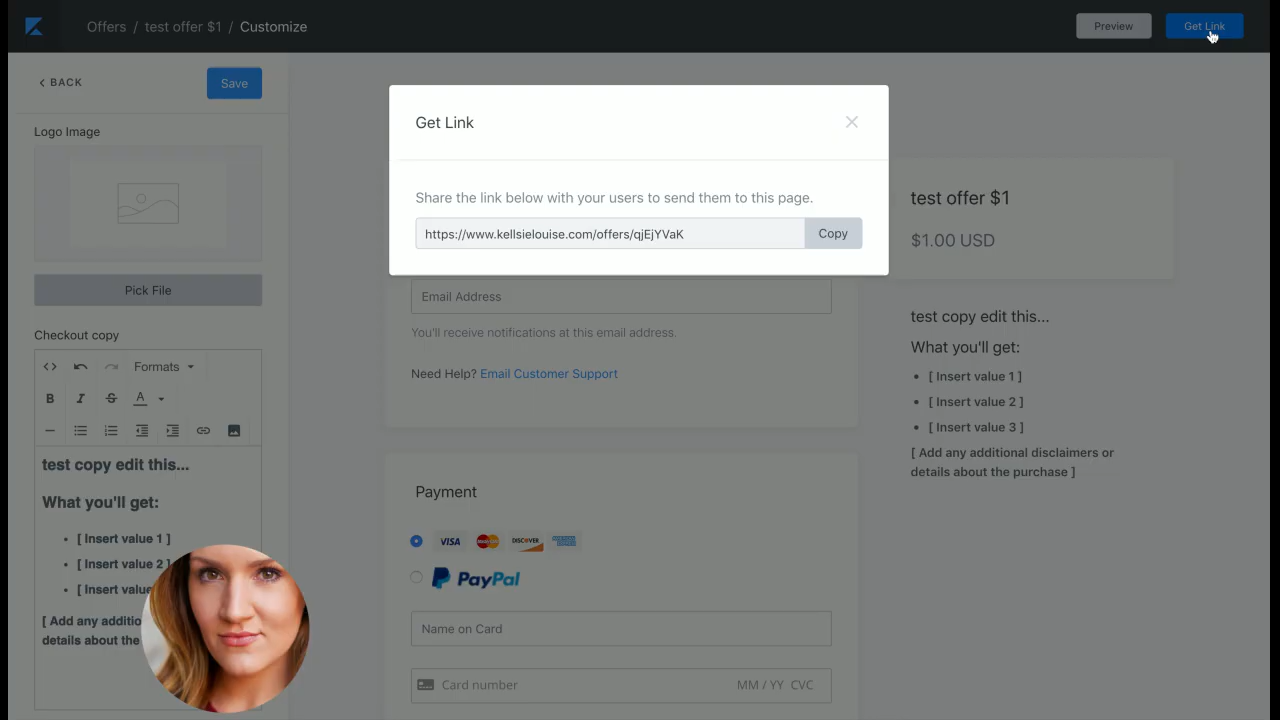 Offers / test offer $1 / Customize
Preview
Get Link
BACK
Save
Logo Image
Pick File
Checkout copy
Formats
B I S A
test copy edit this...
What you'll get:
[ Insert value 1 ]
[ Insert value 2 ]
[ Insert value
[ Add any additio
details about the
Get Link
Share the link below with your users to send them to this page.
https://www.kellsielouise.com/offers/qjEjYVaK
Copy
Email Address
You'll receive notifications at this email address.
Need Help? Email Customer Support
Payment
VISA MasterCard DISCOVER AMERICAN EXPRESS
PayPal
Name on Card
Card number MM / YY CVC
test offer $1
$1.00 USD
test copy edit this...
What you'll get:
[ Insert value 1 ]
[ Insert value 2 ]
[ Insert value 3 ]
[ Add any additional disclaimers or
details about the purchase ]